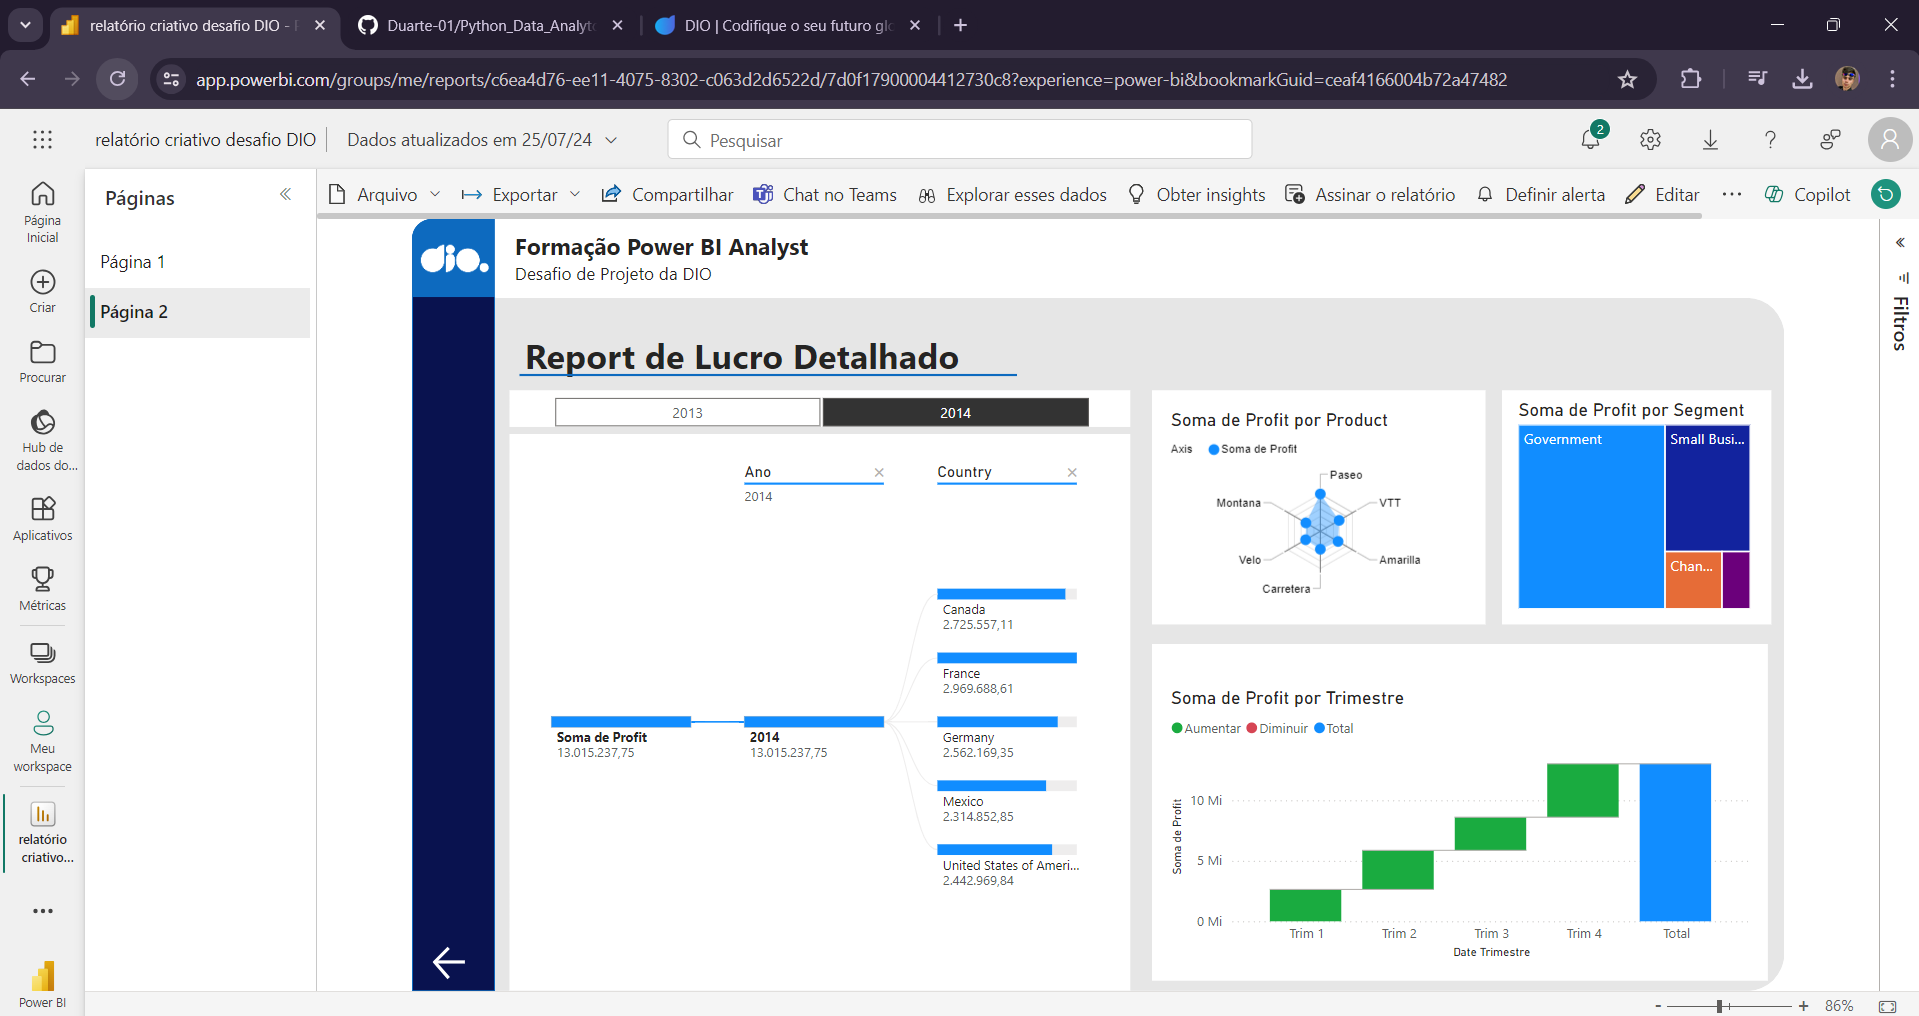 relatório criativo desafio DIO - 
Duarte-01/Python_Data_Analyt
DIO | Codifique o seu futuro glo
app.powerbi.com/groups/me/reports/c6ea4d76-ee11-4075-8302-c063d2d6522d/7d0f17900004412730c8?experience=power-bi&bookmarkGuid=ceaf4166004b72a47482
relatório criativo desafio DIO
Dados atualizados em 25/07/24
Pesquisar
2
Página
Inicial
Criar
Procurar
Hub de
dados do...
Aplicativos
Métricas
Workspaces
Meu
workspace
relatório
criativo...
Power BI
Páginas
Página 1
Página 2
Arquivo
Exportar
Compartilhar
Chat no Teams
Explorar esses dados
Obter insights
Assinar o relatório
Definir alerta
Editar
Copilot
dio.
Formação Power BI Analyst
Desafio de Projeto da DIO
Report de Lucro Detalhado
2013
2014
Ano
2014
Country
Soma de Profit
13.015.237,75
2014
13.015.237,75
Canada
2.725.557,11
France
2.969.688,61
Germany
2.562.169,35
Mexico
2.314.852,85
United States of Ameri...
2.442.969,84
Soma de Profit por Product
Axis
Soma de Profit
Paseo
VTT
Amarilla
Carretera
Velo
Montana
Soma de Profit por Segment
Government
Small Busi...
Chan...
Soma de Profit por Trimestre
Aumentar
Diminuir
Total
Soma de Profit
10 Mi
5 Mi
0 Mi
Trim 1
Trim 2
Trim 3
Trim 4
Total
Date Trimestre
Filtros
- + 86%